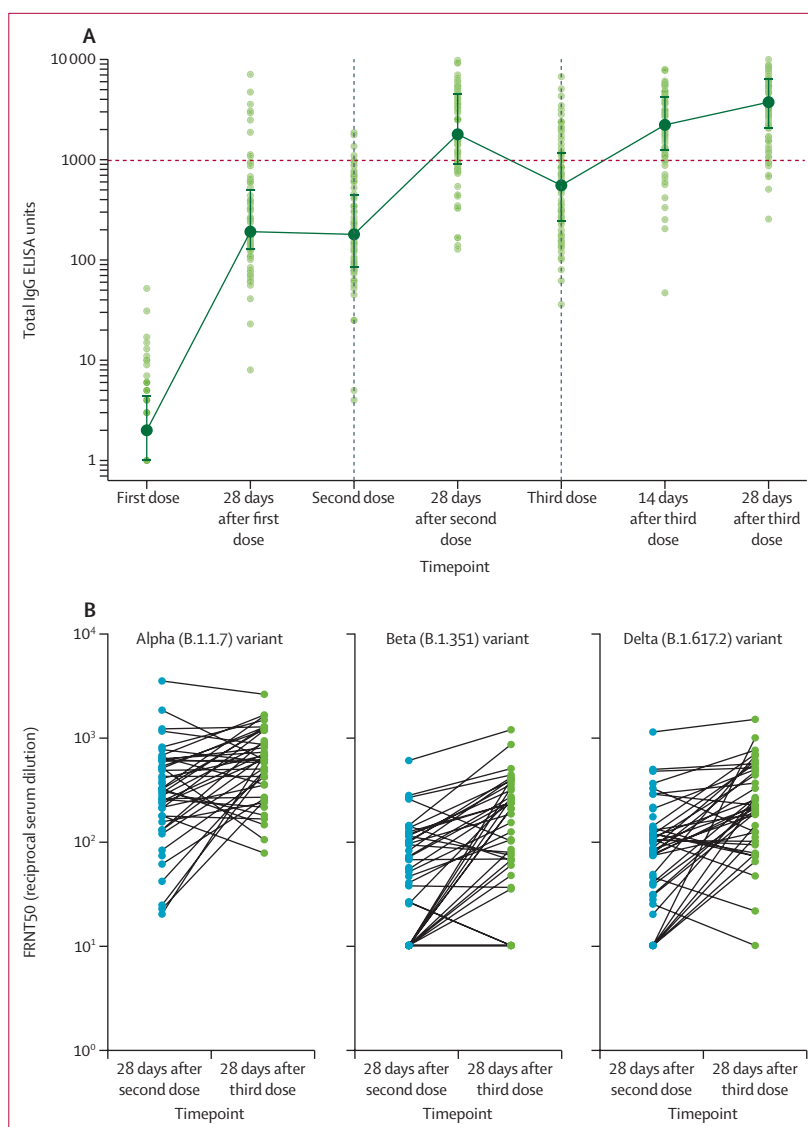 A
10 000
1000
100
10
1
Total IgG ELISA units
First dose
28 days
after first
dose
Second dose
28 days
after second
dose
Third dose
14 days
after third
dose
28 days
after third
dose
Timepoint
B
10⁴
10³
10²
10¹
10⁰
FRNT50 (reciprocal serum dilution)
Alpha (B.1.1.7) variant
28 days after
second dose
28 days after
third dose
Timepoint
Beta (B.1.351) variant
28 days after
second dose
28 days after
third dose
Timepoint
Delta (B.1.617.2) variant
28 days after
second dose
28 days after
third dose
Timepoint